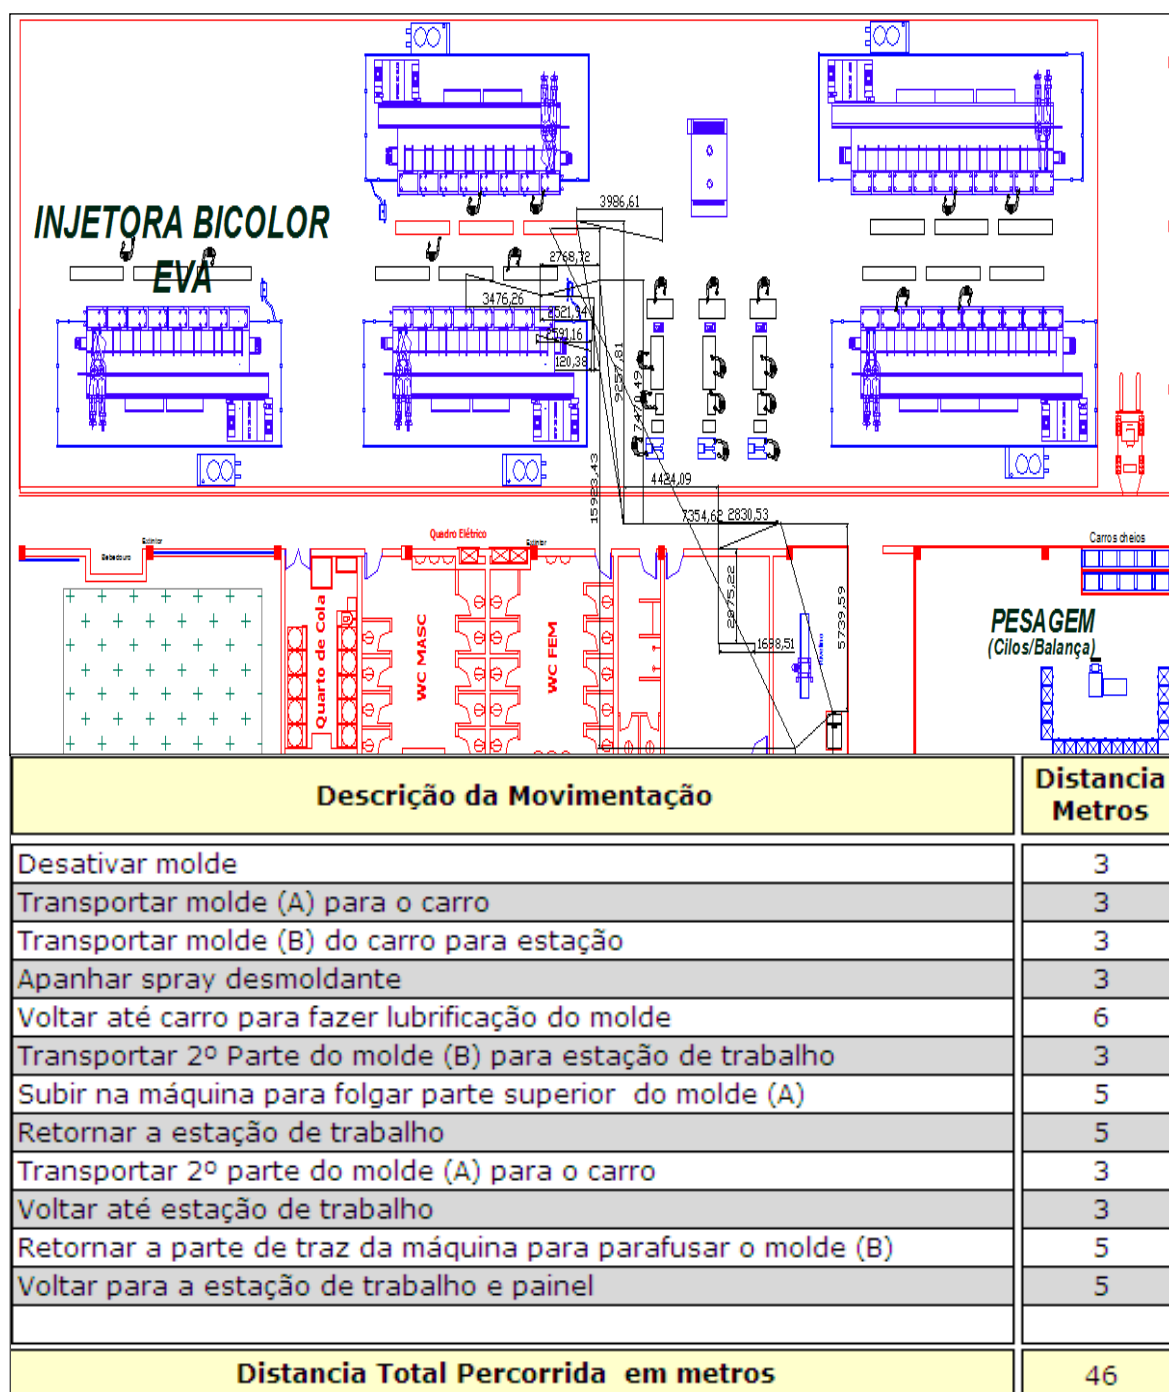 3986,61
INJETORA BICOLOR
EVA
2768,72
3476,26
2521,94
2591,16
120,38
9257,81
7470,49
15923,43
4424,09
7354,62
2830,53
Quadro Elétrico
Extintor
Bebedouro
Extintor
Carros cheios
2875,22
5739,59
1698,51
Quarto de Cola
WC MASC
WC FEM
PESAGEM
(Cilos/Balança)
Descrição da Movimentação
Distancia
Metros
Desativar molde 3
Transportar molde (A) para o carro 3
Transportar molde (B) do carro para estação 3
Apanhar spray desmoldante 3
Voltar até carro para fazer lubrificação do molde 6
Transportar 2º Parte do molde (B) para estação de trabalho 3
Subir na máquina para folgar parte superior do molde (A) 5
Retornar a estação de trabalho 5
Transportar 2º parte do molde (A) para o carro 3
Voltar até estação de trabalho 3
Retornar a parte de traz da máquina para parafusar o molde (B) 5
Voltar para a estação de trabalho e painel 5
Distancia Total Percorrida em metros 46